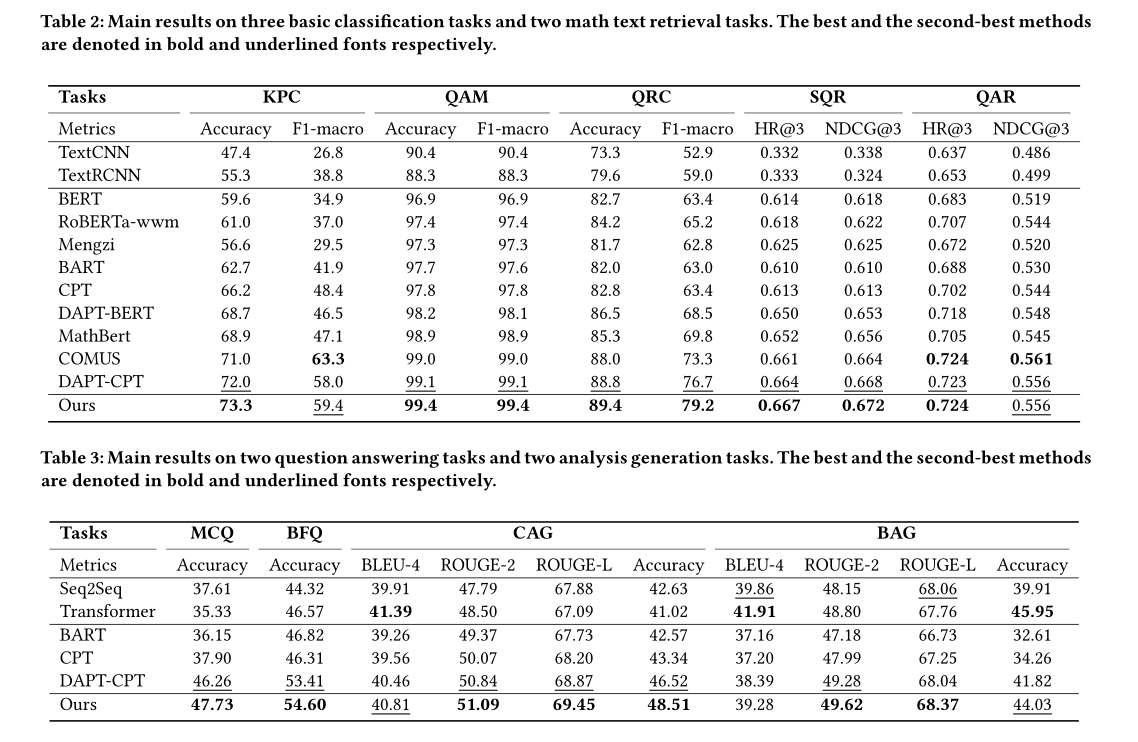 Table 2: Main results on three basic classification tasks and two math text retrieval tasks. The best and the second-best methods
are denoted in bold and underlined fonts respectively.
Tasks KPC QAM QRC SQR QAR
Metrics Accuracy F1-macro Accuracy F1-macro Accuracy F1-macro HR@3 NDCG@3 HR@3 NDCG@3
TextCNN 47.4 26.8 90.4 90.4 73.3 52.9 0.332 0.338 0.637 0.486
TextRCNN 55.3 38.8 88.3 88.3 79.6 59.0 0.333 0.324 0.653 0.499
BERT 59.6 34.9 96.9 96.9 82.7 63.4 0.614 0.618 0.683 0.519
RoBERTa-wwm 61.0 37.0 97.4 97.4 84.2 65.2 0.618 0.622 0.707 0.544
Mengzi 56.6 29.5 97.3 97.3 81.7 62.8 0.625 0.625 0.672 0.520
BART 62.7 41.9 97.7 97.6 82.0 63.0 0.610 0.610 0.688 0.530
CPT 66.2 48.4 97.8 97.8 82.8 63.4 0.613 0.613 0.702 0.544
DAPT-BERT 68.7 46.5 98.2 98.1 86.5 68.5 0.650 0.653 0.718 0.548
MathBert 68.9 47.1 98.9 98.9 85.3 69.8 0.652 0.656 0.705 0.545
COMUS 71.0 63.3 99.0 99.0 88.0 73.3 0.661 0.664 0.724 0.561
DAPT-CPT 72.0 58.0 99.1 99.1 88.8 76.7 0.664 0.668 0.723 0.556
Ours 73.3 59.4 99.4 99.4 89.4 79.2 0.667 0.672 0.724 0.556
Table 3: Main results on two question answering tasks and two analysis generation tasks. The best and the second-best methods
are denoted in bold and underlined fonts respectively.
Tasks MCQ BFQ CAG BAG
Metrics Accuracy Accuracy BLEU-4 ROUGE-2 ROUGE-L Accuracy BLEU-4 ROUGE-2 ROUGE-L Accuracy
Seq2Seq 37.61 44.32 39.91 47.79 67.88 42.63 39.86 48.15 68.06 39.91
Transformer 35.33 46.57 41.39 48.50 67.09 41.02 41.91 48.80 67.76 45.95
BART 36.15 46.82 39.26 49.37 67.73 42.57 37.16 47.18 66.73 32.61
CPT 37.90 46.31 39.56 50.07 68.20 43.34 37.20 47.99 67.25 34.26
DAPT-CPT 46.26 53.41 40.46 50.84 68.87 46.52 38.39 49.28 68.04 41.82
Ours 47.73 54.60 40.81 51.09 69.45 48.51 39.28 49.62 68.37 44.03